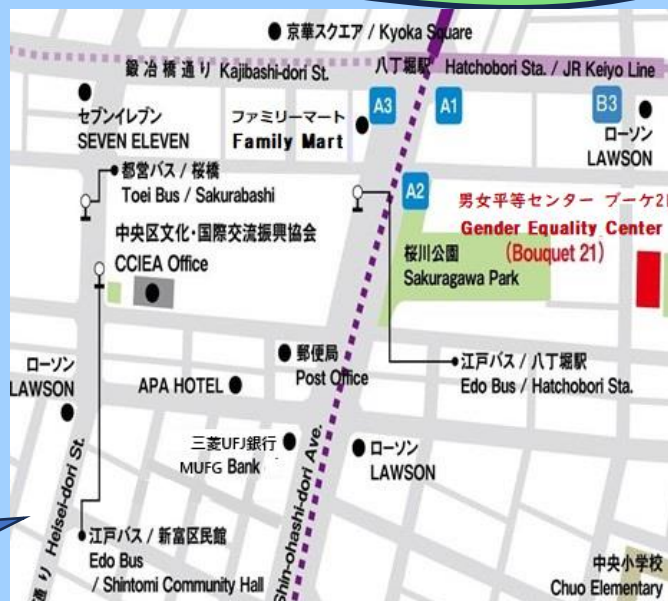 京華スクエア / Kyoka Square
鍛冶橋通り Kajibashi-dori St.
八丁堀駅 Hatchobori Sta. / JR Keiyo Line
A3
A1
B3
セブンイレブン
SEVEN ELEVEN
ファミリーマート
Family Mart
ローソン
LAWSON
都営バス / 桜橋
Toei Bus / Sakurabashi
A2
男女平等センター ブーケ21
Gender Equality Center
(Bouquet 21)
中央区文化・国際交流振興協会
CCIEA Office
桜川公園
Sakuragawa Park
郵便局
Post Office
江戸バス / 八丁堀駅
Edo Bus / Hatchobori Sta.
ローソン
LAWSON
APA HOTEL
三菱UFJ銀行
MUFG Bank
ローソン
LAWSON
通り Heisei-dori St.
Shin-ohashi-dori Ave.
江戸バス / 新富区民館
Edo Bus
/ Shintomi Community Hall
中央小学校
Chuo Elementary